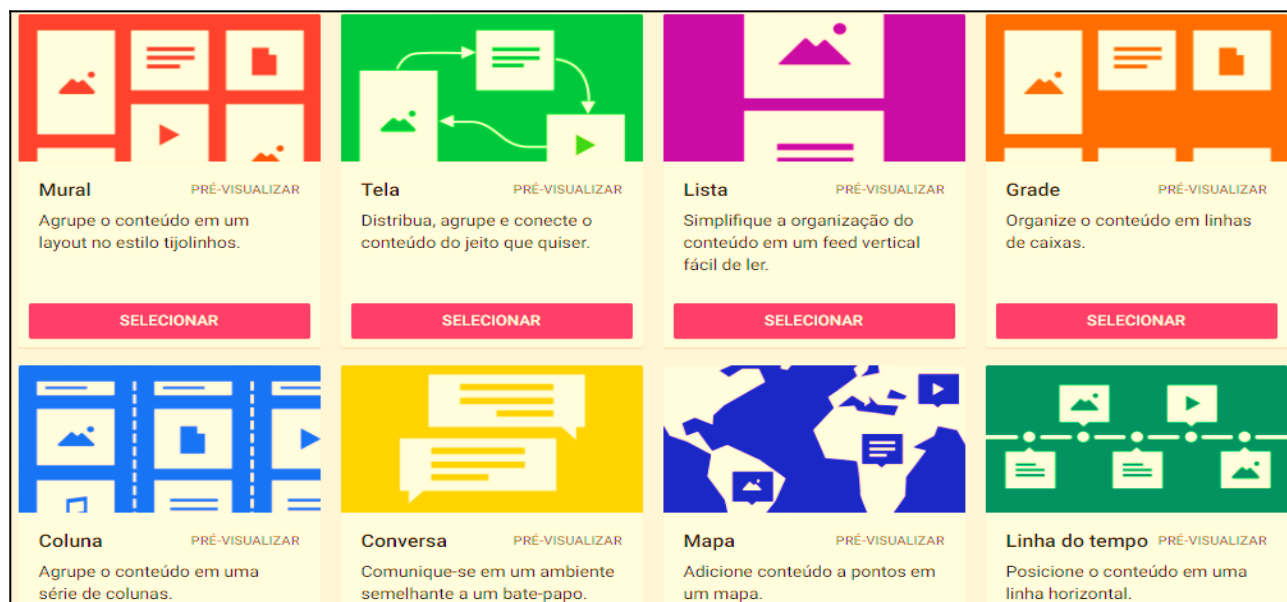 Mural PRÉ-VISUALIZAR
Agrupe o conteúdo em um
layout no estilo tijolinhos.
SELECIONAR
Tela PRÉ-VISUALIZAR
Distribua, agrupe e conecte o
conteúdo do jeito que quiser.
SELECIONAR
Lista PRÉ-VISUALIZAR
Simplifique a organização do
conteúdo em um feed vertical
fácil de ler.
SELECIONAR
Grade PRÉ-VISUALIZAR
Organize o conteúdo em linhas
de caixas.
SELECIONAR
Coluna PRÉ-VISUALIZAR
Agrupe o conteúdo em uma
série de colunas.
Conversa PRÉ-VISUALIZAR
Comunique-se em um ambiente
semelhante a um bate-papo.
Mapa PRÉ-VISUALIZAR
Adicione conteúdo a pontos em
um mapa.
Linha do tempo PRÉ-VISUALIZAR
Posicione o conteúdo em uma
linha horizontal.